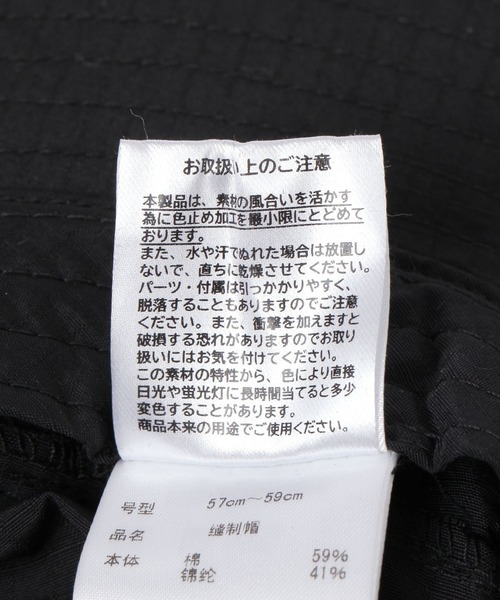 お取扱い上のご注意
本製品は、素材の風合いを活かす
為に色止め加工を最小限にとどめて
おります。
また、水や汗でぬれた場合は放置し
ないで、直ちに乾燥させてください。
パーツ・付属は引っかかりやすく、
脱落することもありますのでご注意
ください。また、衝撃を加えますと
破損する恐れがありますのでお取り
扱いにはお気を付けてください。
この素材の特性から、色により直接
日光や蛍光灯に長時間当てると多少
変色することがあります。
商品本来の用途でご使用ください。
号型 57cm～59cm
品名 缝制帽
本体 棉 59%
锦纶 41%